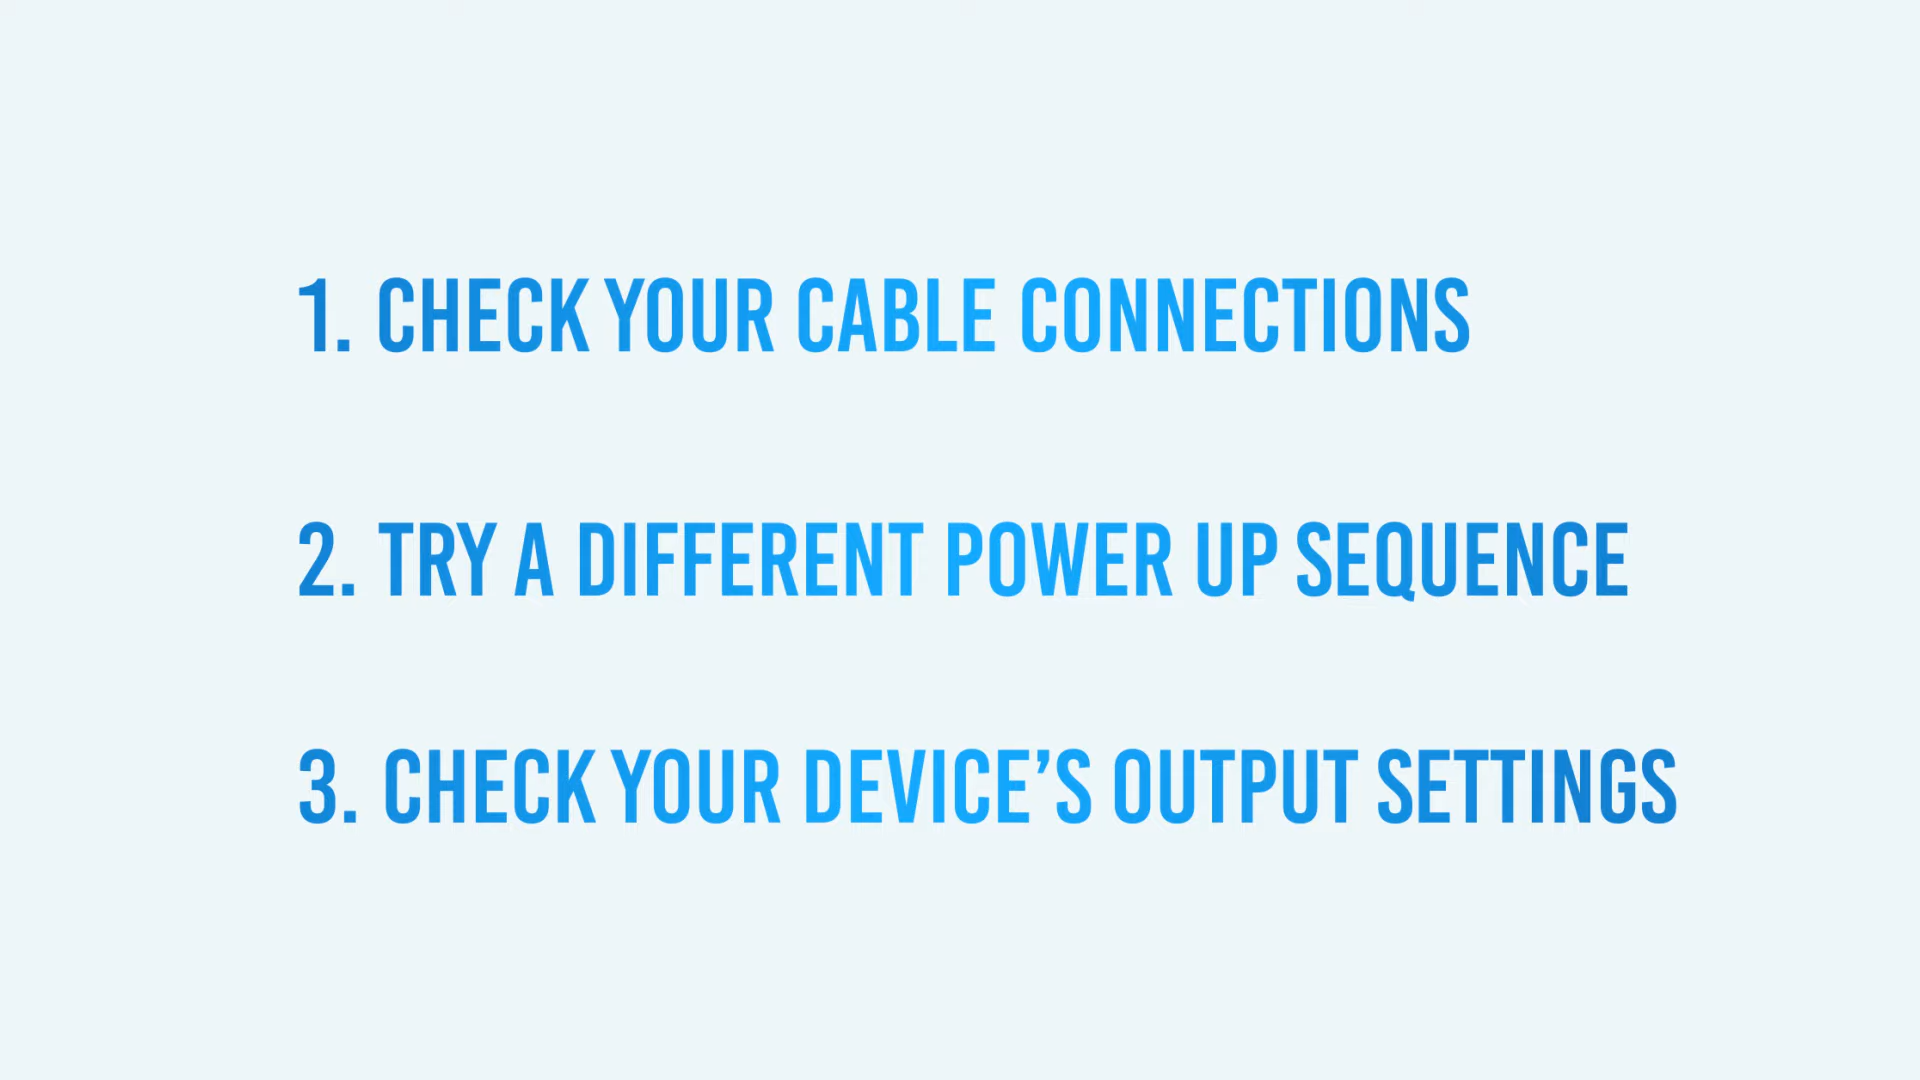 1. CHECK YOUR CABLE CONNECTIONS
2. TRY A DIFFERENT POWER UP SEQUENCE
3. CHECK YOUR DEVICE’S OUTPUT SETTINGS